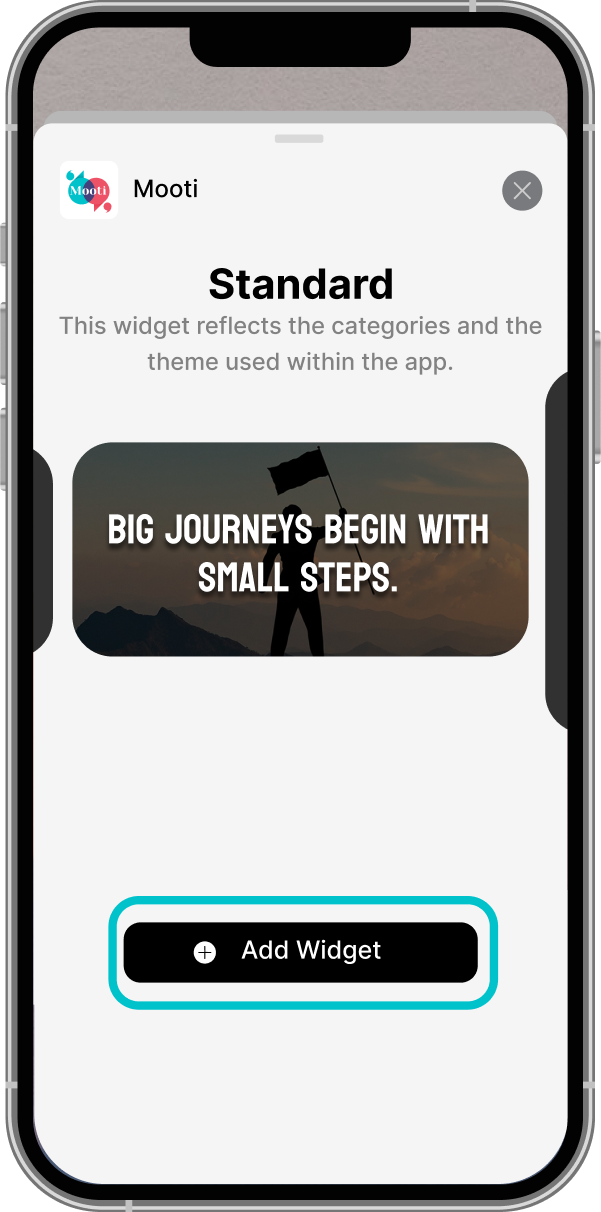 Mooti
Mooti
Standard
This widget reflects the categories and the
theme used within the app.
BIG JOURNEYS BEGIN WITH
SMALL STEPS.
Add Widget